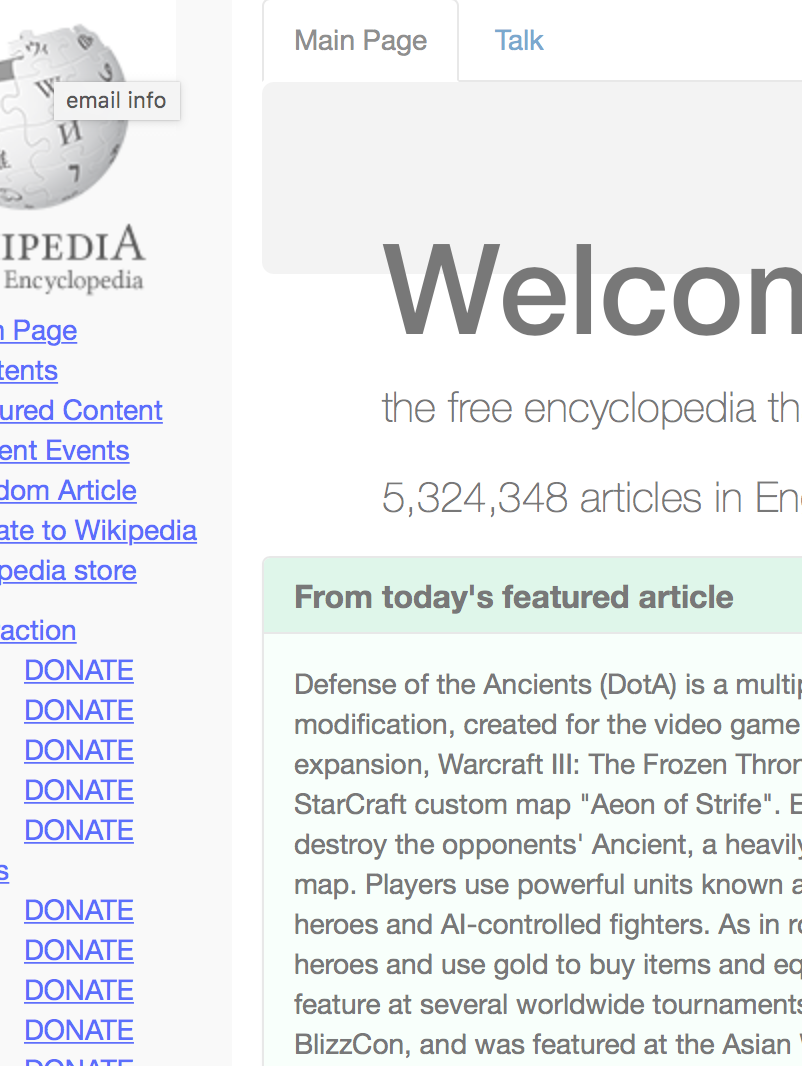 email info
IPEDIA
Encyclopedia
n Page
tents
ured Content
ent Events
dom Article
ate to Wikipedia
pedia store
action
DONATE
DONATE
DONATE
DONATE
DONATE
s
DONATE
DONATE
DONATE
DONATE
DONATE
Main Page
Talk
Welcom
the free encyclopedia th
5,324,348 articles in En
From today's featured article
Defense of the Ancients (DotA) is a multip
modification, created for the video game
expansion, Warcraft III: The Frozen Thron
StarCraft custom map "Aeon of Strife". E
destroy the opponents' Ancient, a heavily
map. Players use powerful units known a
heroes and AI-controlled fighters. As in ro
heroes and use gold to buy items and eq
feature at several worldwide tournaments
BlizzCon, and was featured at the Asian